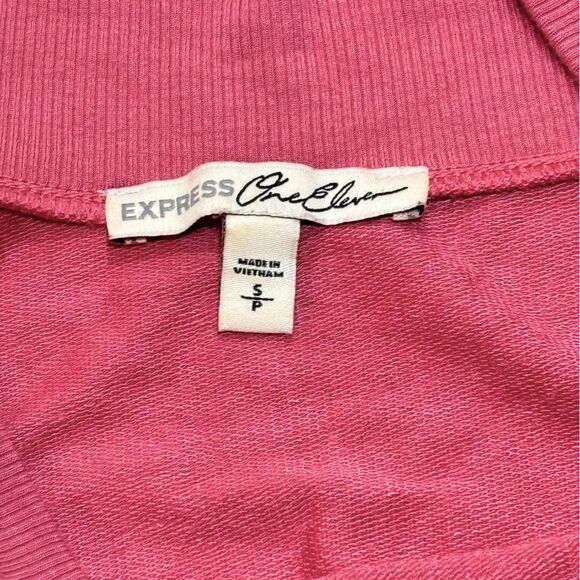 EXPRESS One Eleven
MADE IN
VIETNAM
S
P